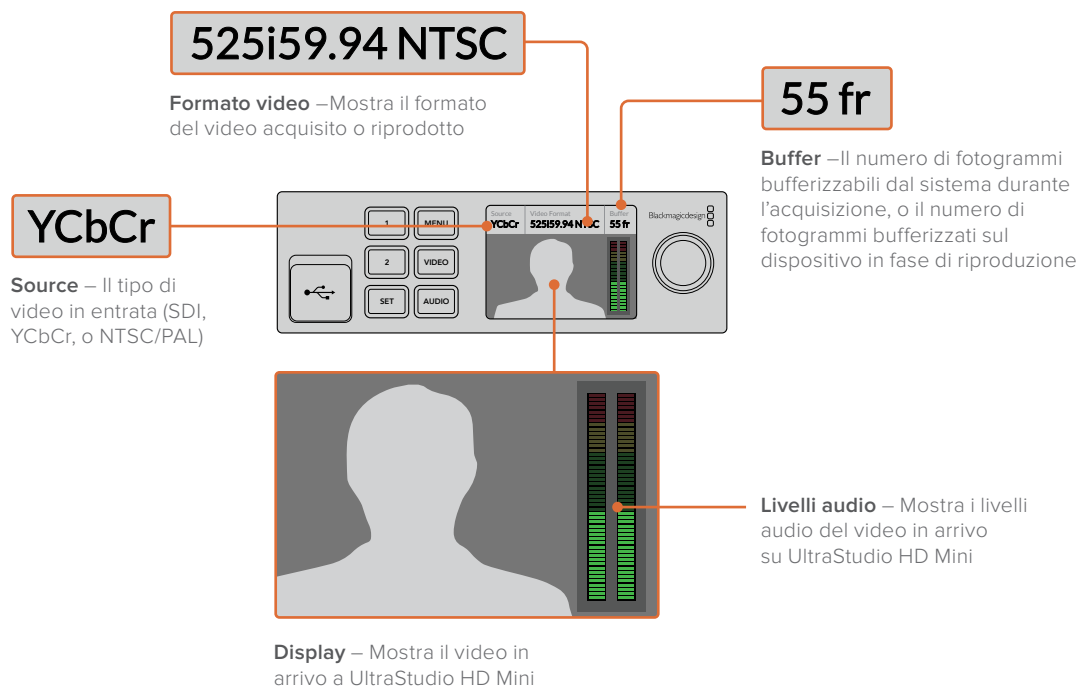 525i59.94 NTSC
Formato video –Mostra il formato
del video acquisito o riprodotto
55 fr
Buffer –Il numero di fotogrammi
bufferizzabili dal sistema durante
l'acquisizione, o il numero di
fotogrammi bufferizzati sul
dispositivo in fase di riproduzione
YCbCr
Source – Il tipo di
video in entrata (SDI,
YCbCr, o NTSC/PAL)
1
MENU
2
VIDEO
SET
AUDIO
Source
YCbCr
Video Format
525I59.94 NTSC
Buffer
55 fr
Blackmagicdesign
Livelli audio – Mostra i livelli
audio del video in arrivo
su UltraStudio HD Mini
Display – Mostra il video in
arrivo a UltraStudio HD Mini